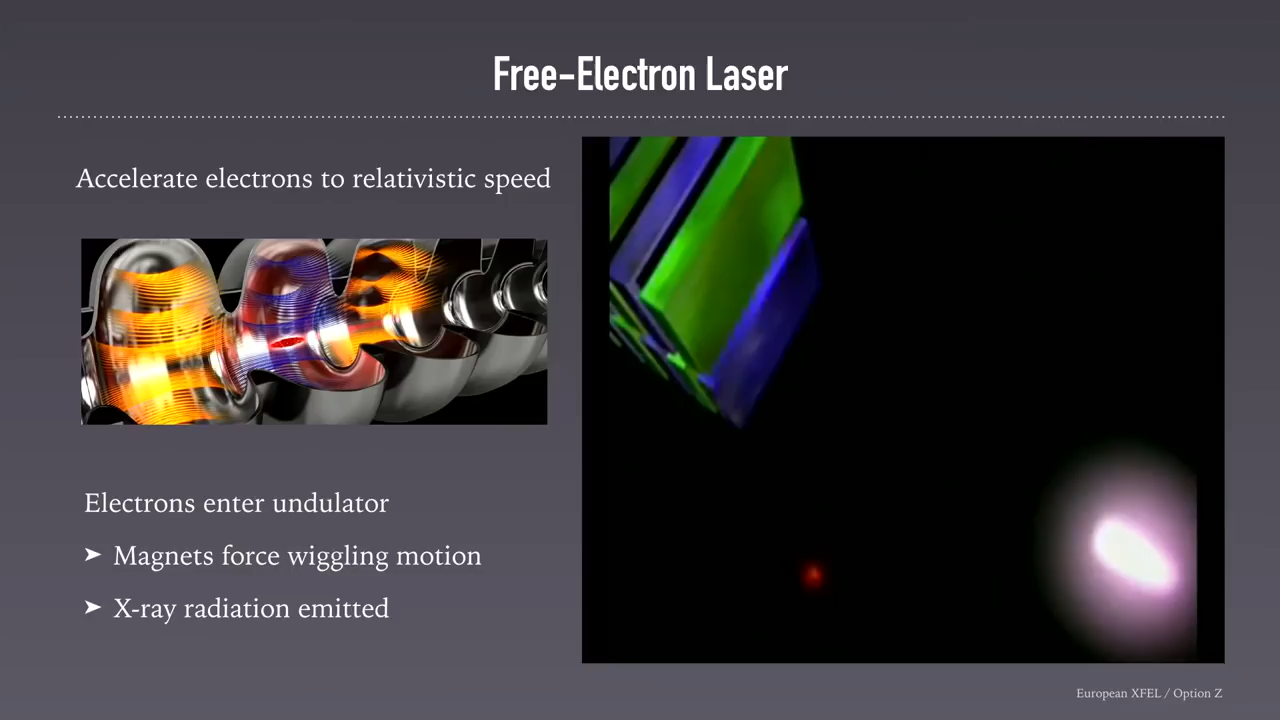 Free-Electron Laser
Accelerate electrons to relativistic speed
Electrons enter undulator
➤ Magnets force wiggling motion
➤ X-ray radiation emitted
European XFEL / Option Z